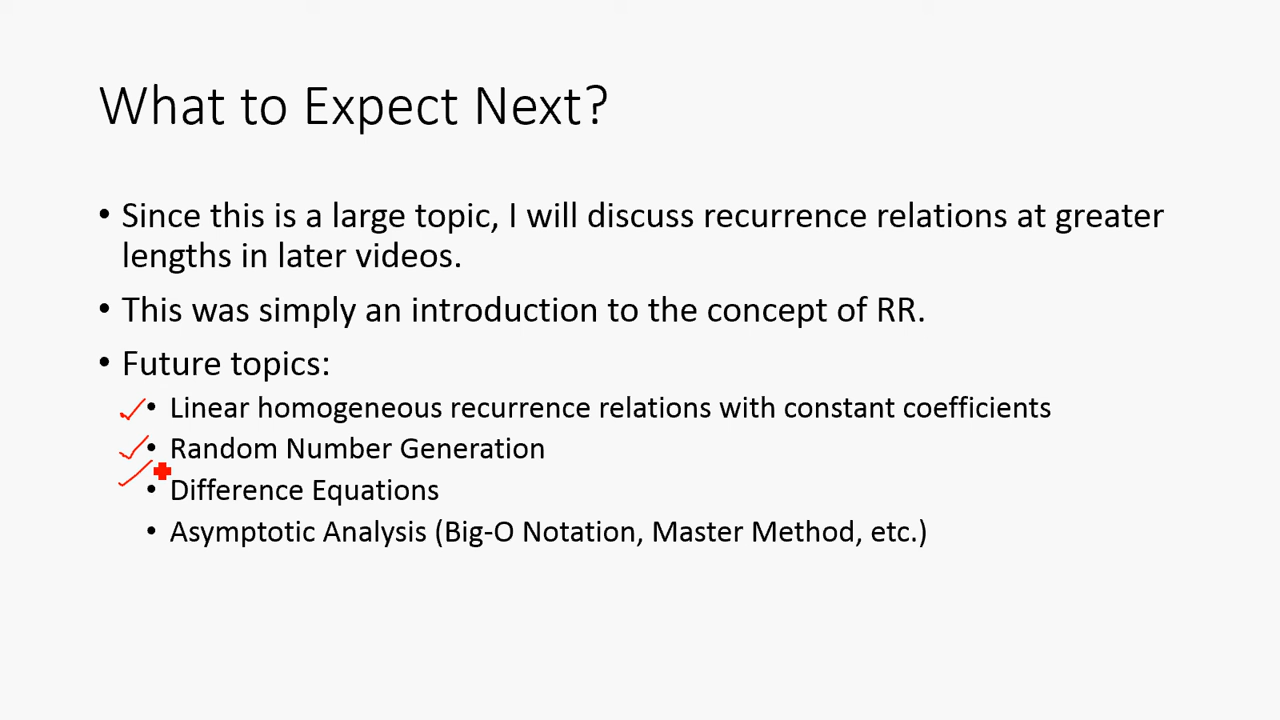 What to Expect Next?
• Since this is a large topic, I will discuss recurrence relations at greater
lengths in later videos.
• This was simply an introduction to the concept of RR.
• Future topics:
• Linear homogeneous recurrence relations with constant coefficients
• Random Number Generation
• Difference Equations
• Asymptotic Analysis (Big-O Notation, Master Method, etc.)